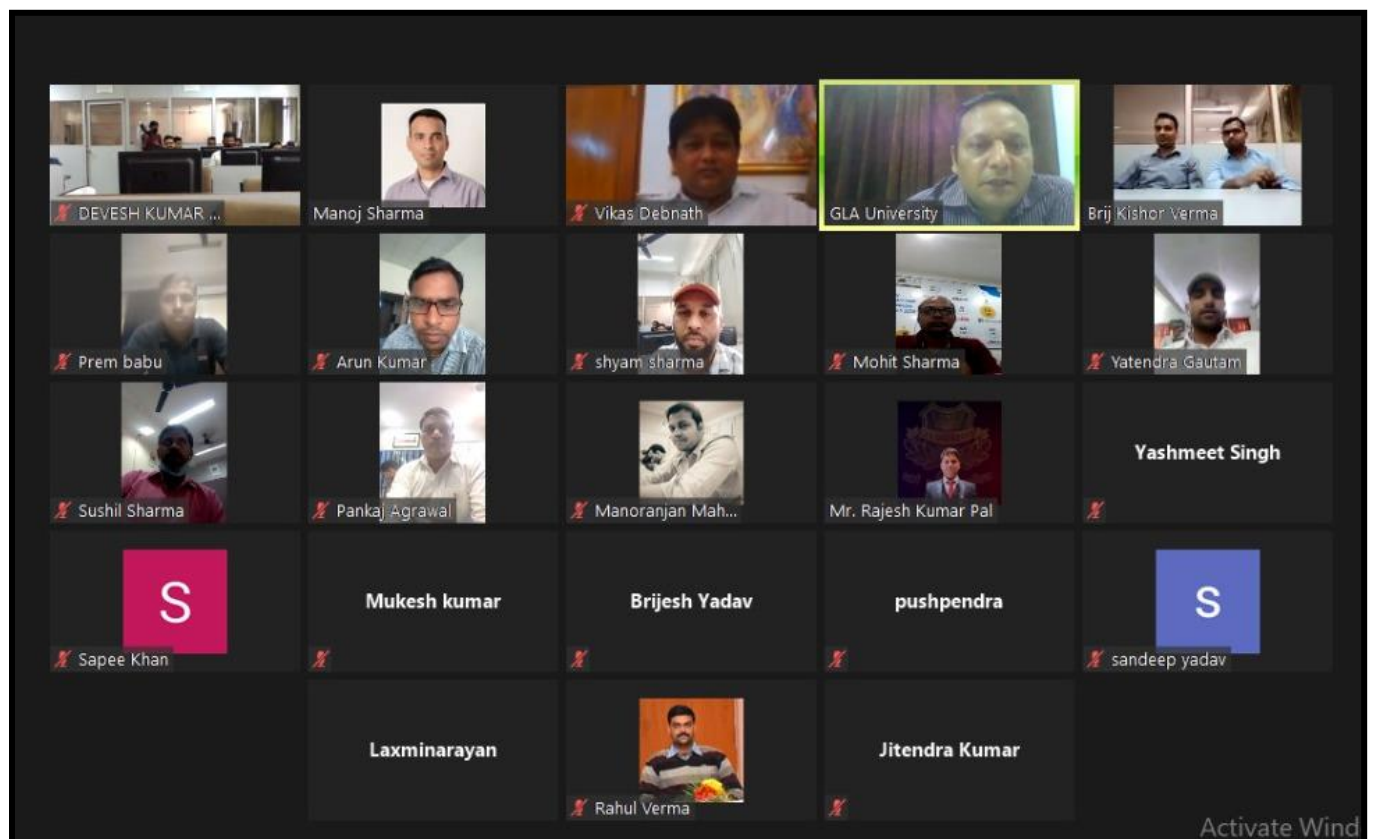 DEVESH KUMAR ...
Manoj Sharma
Vikas Debnath
GLA University
Brij Kishor Verma
Prem babu
Arun Kumar
shyam sharma
Mohit Sharma
Yatendra Gautam
Sushil Sharma
Pankaj Agrawal
Manoranjan Mah...
Mr. Rajesh Kumar Pal
Yashmeet Singh
S
Sapee Khan
Mukesh kumar
Brijesh Yadav
pushpendra
S
sandeep yadav
Laxminarayan
Rahul Verma
Jitendra Kumar
Activate Wind